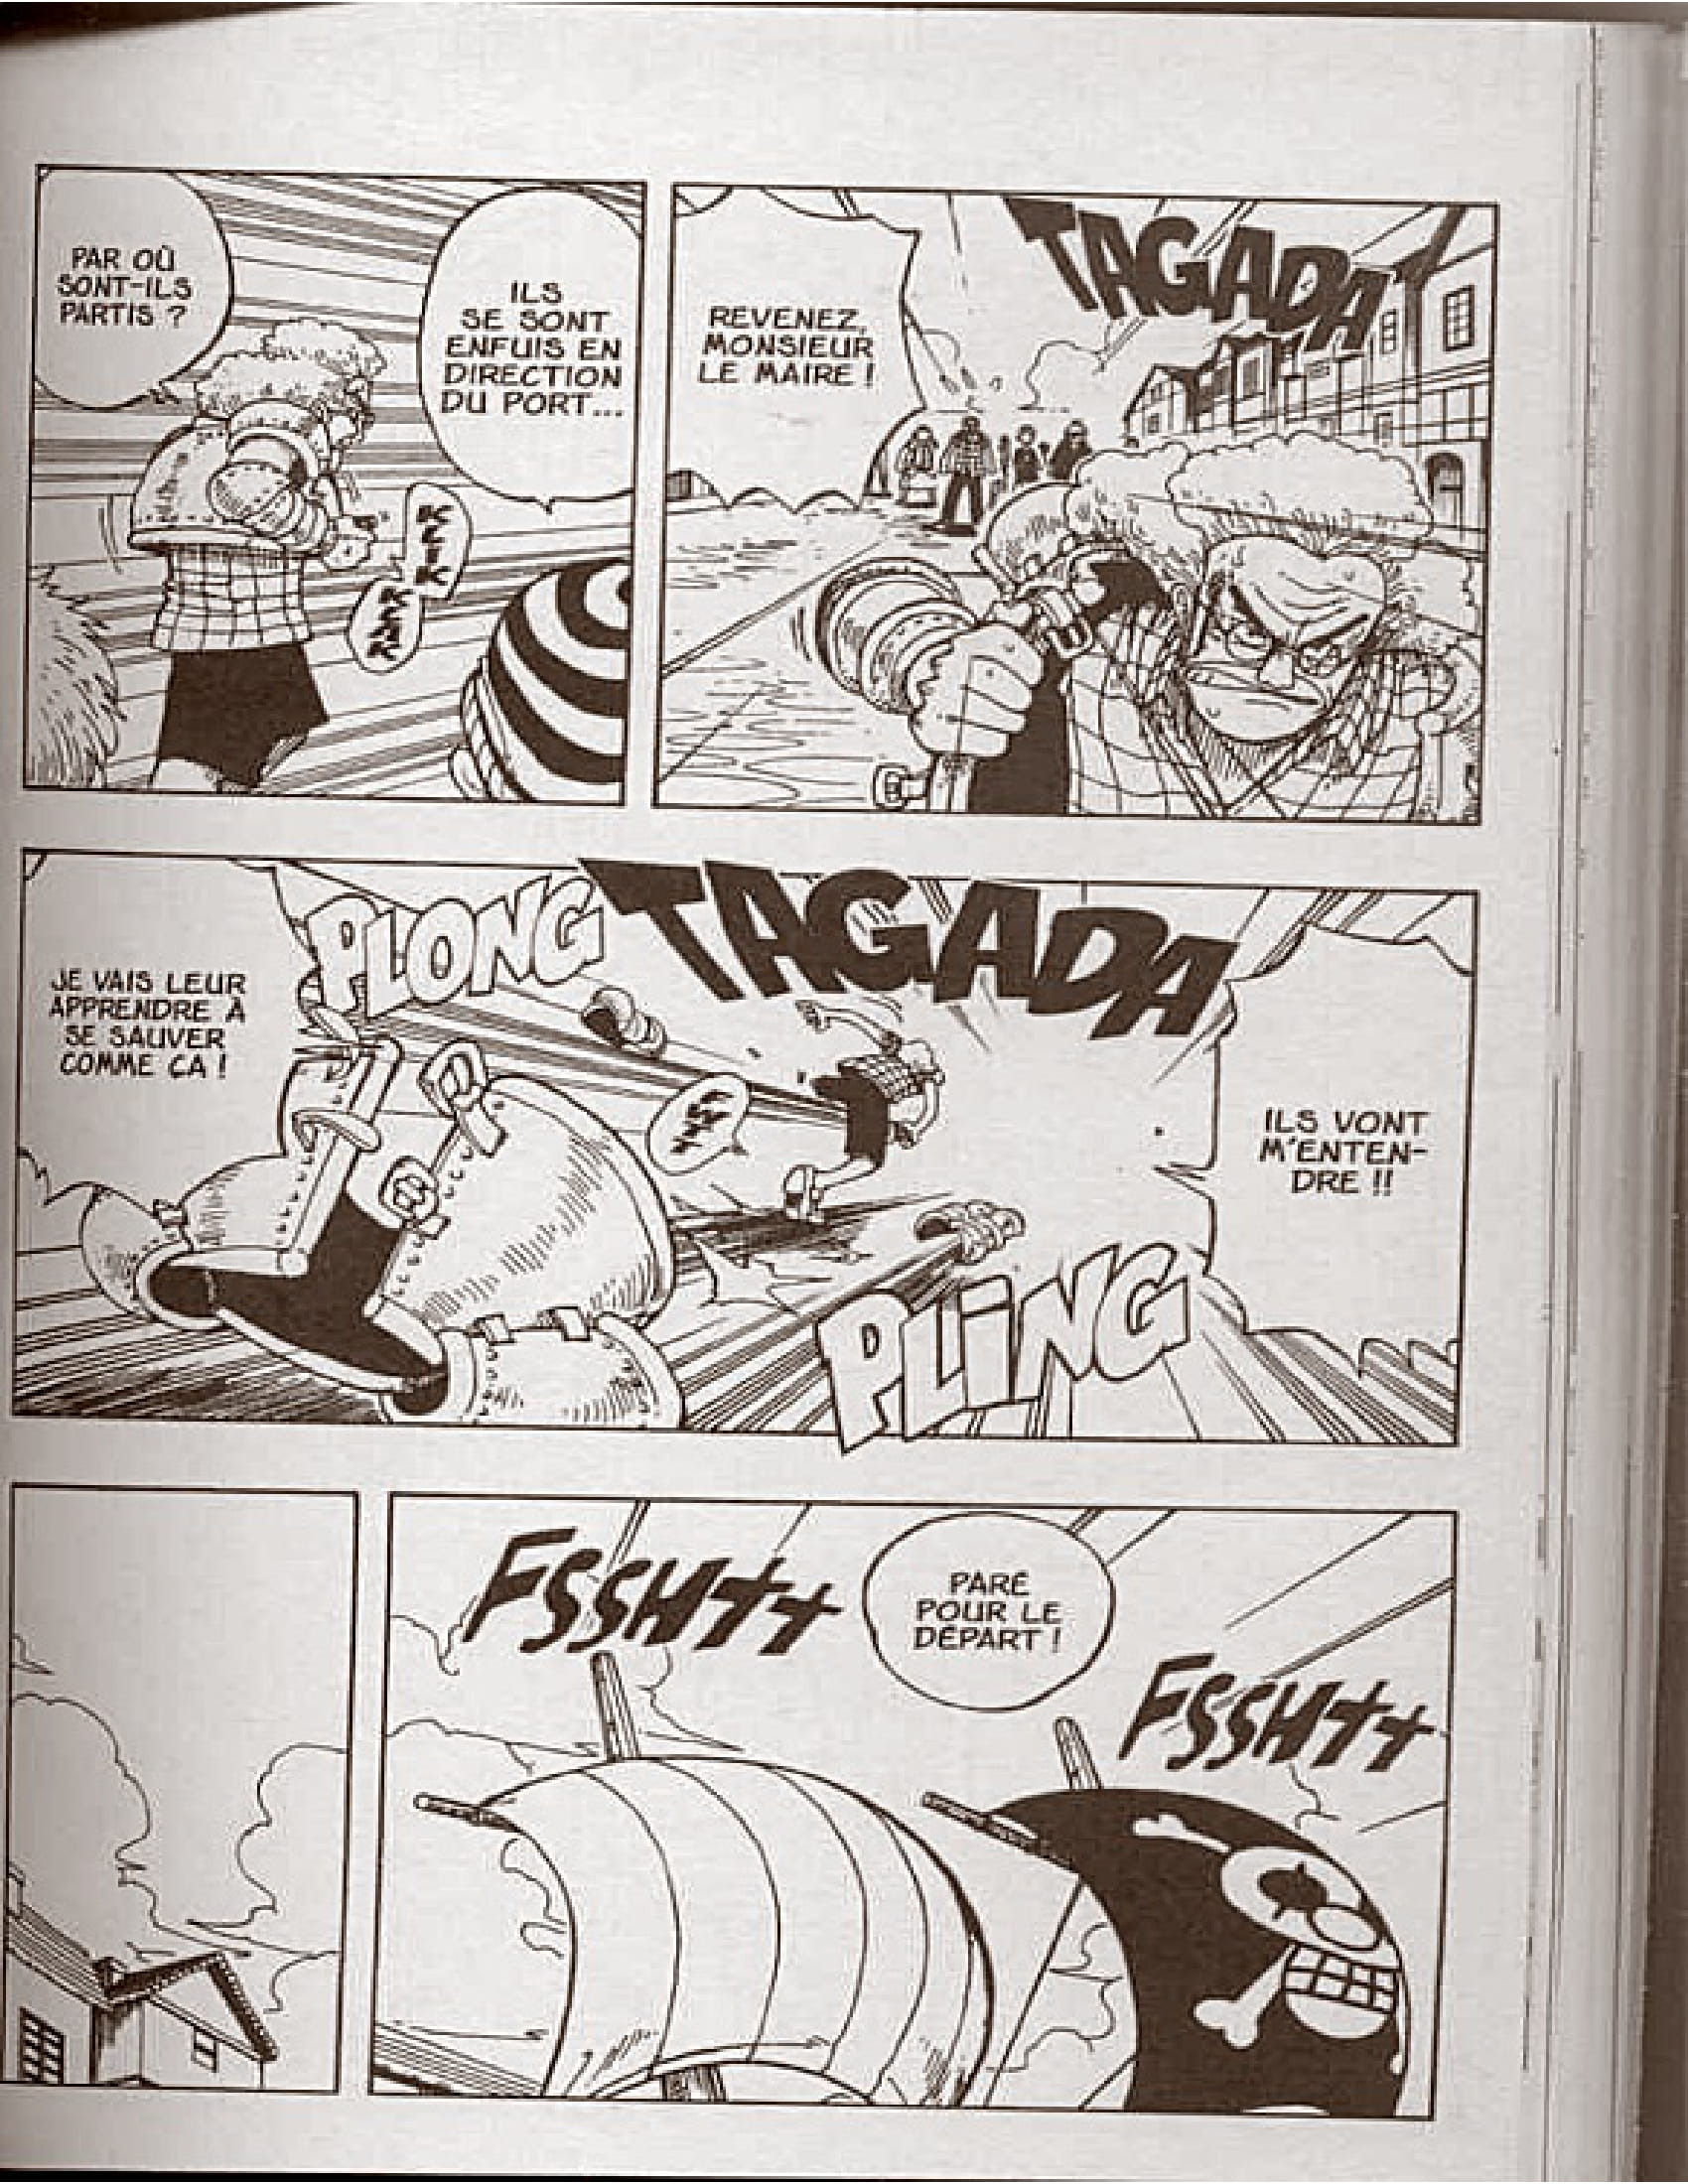 PAR OÙ
SONT-ILS
PARTIS ?
ILS
SE SONT
ENFUIS EN
DIRECTION
DU PORT...
REVENEZ,
MONSIEUR
LE MAIRE !
TAGADA
JE VAIS LEUR
APPRENDRE À
SE SAUVER
COMME ÇA !
PLONG
TAGADA
ILS VONT
M'ENTEN-
DRE !!
PLING
FSSHTT
PARÉ
POUR LE
DÉPART !
FSSHTT